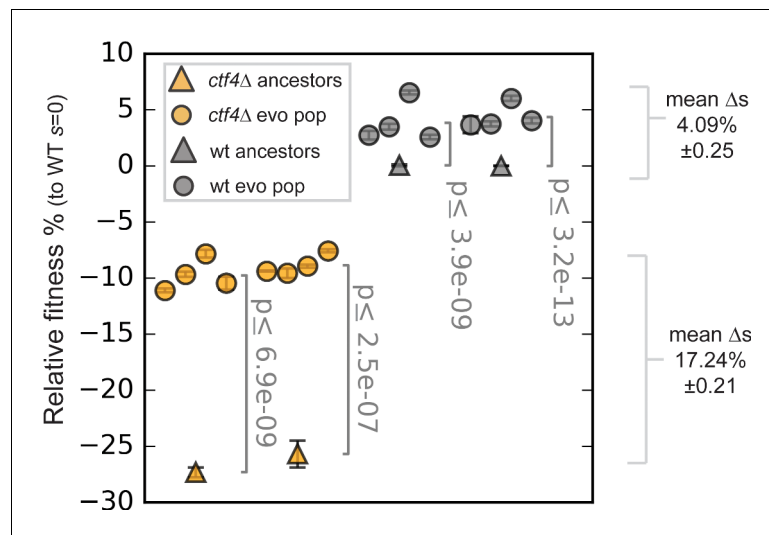 10
5
0
−5
−10
−15
−20
−25
−30
Relative fitness % (to WT s=0)
ctf4Δ ancestors
ctf4Δ evo pop
wt ancestors
wt evo pop
p≤ 6.9e-09
p≤ 2.5e-07
p≤ 3.9e-09
p≤ 3.2e-13
mean Δs
4.09%
±0.25
mean Δs
17.24%
±0.21